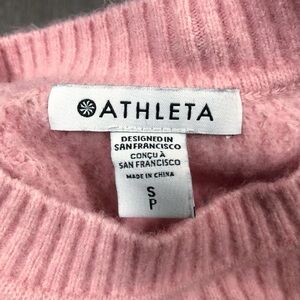 ATHLETA
DESIGNED IN
SAN FRANCISCO
CONÇU À
SAN FRANCISCO
MADE IN CHINA
S
P